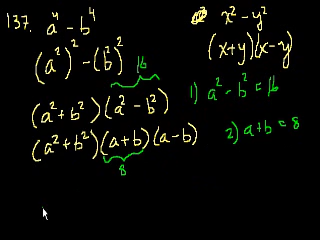 137. a⁴ - b⁴
(a²)² - (b²)²
16
(a² + b²)(a² - b²)
(a² + b²)(a + b)(a - b)
8
x² - y²
(x+y)(x-y)
1) a² - b² = 16
2) a+b = 8